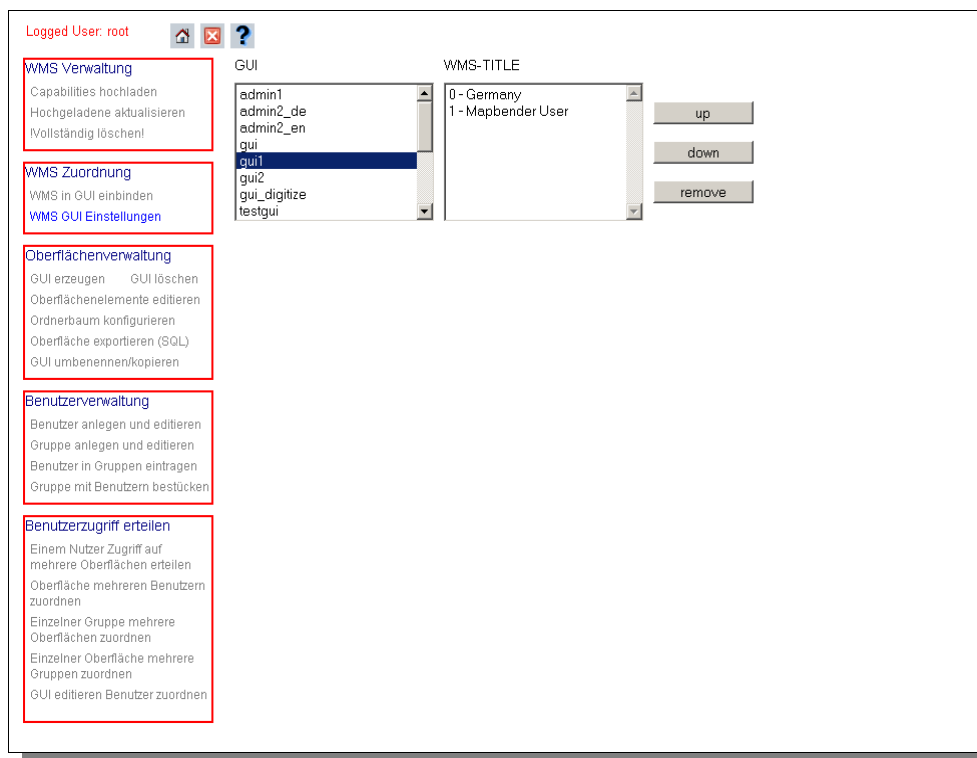 Logged User: root
?
WMS Verwaltung
Capabilities hochladen
Hochgeladene aktualisieren
!Vollständig löschen!
WMS Zuordnung
WMS in GUI einbinden
WMS GUI Einstellungen
Oberflächenverwaltung
GUI erzeugen GUI löschen
Oberflächenelemente editieren
Ordnerbaum konfigurieren
Oberfläche exportieren (SQL)
GUI umbenennen/kopieren
Benutzerverwaltung
Benutzer anlegen und editieren
Gruppe anlegen und editieren
Benutzer in Gruppen eintragen
Gruppe mit Benutzern bestücken
Benutzerzugriff erteilen
Einem Nutzer Zugriff auf
mehrere Oberflächen erteilen
Oberfläche mehreren Benutzern
zuordnen
Einzelner Gruppe mehrere
Oberflächen zuordnen
Einzelner Oberfläche mehrere
Gruppen zuordnen
GUI editieren Benutzer zuordnen
GUI
admin1
admin2_de
admin2_en
gui
gui1
gui2
gui_digitize
testgui
WMS-TITLE
0 - Germany
1 - Mapbender User
up
down
remove